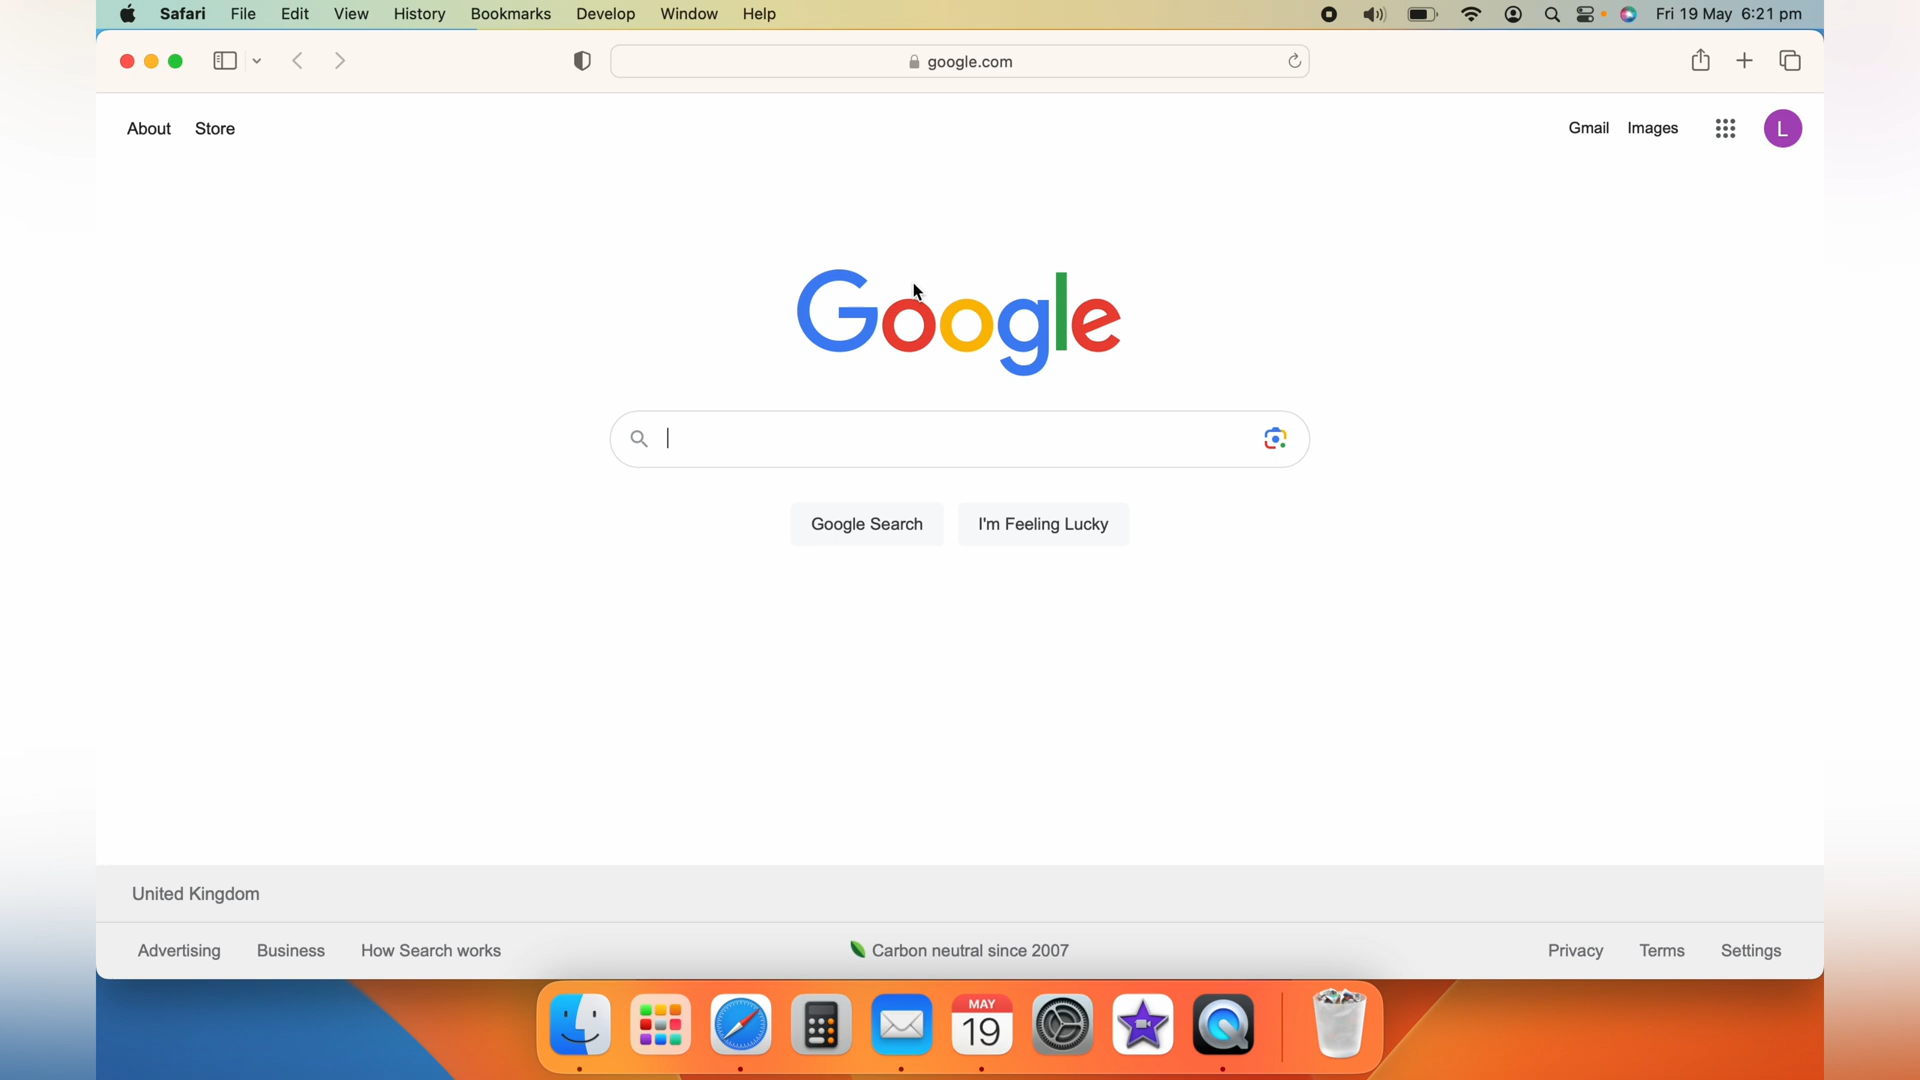 Safari File Edit View History Bookmarks Develop Window Help Fri 19 May 6:21 pm
google.com
About Store Gmail Images L
Google
Google Search I'm Feeling Lucky
United Kingdom
Advertising Business How Search works Carbon neutral since 2007 Privacy Terms Settings
MAY
19